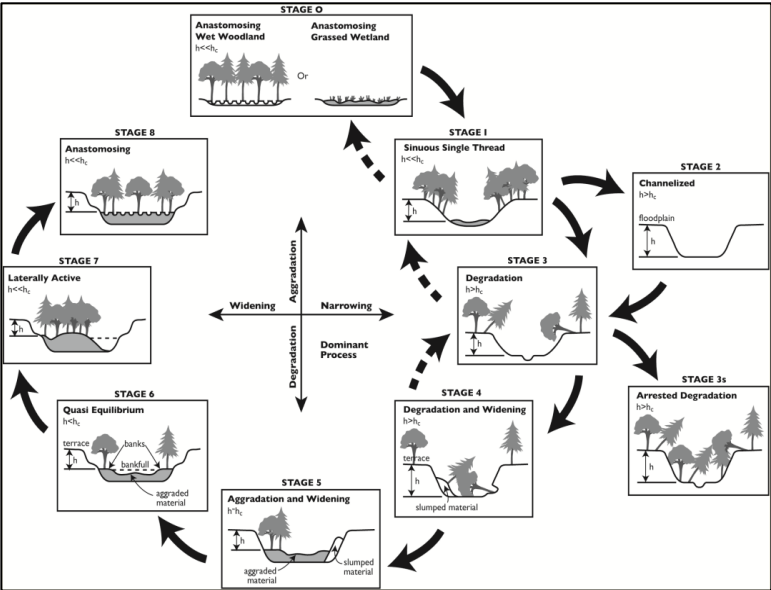 STAGE O
Anastomosing
Wet Woodland
h<<hc
Or
Anastomosing
Grassed Wetland
STAGE 1
Sinuous Single Thread
h<<hc
h
STAGE 2
Channelized
h>hc
floodplain
h
STAGE 3
Degradation
h>hc
h
STAGE 3s
Arrested Degradation
h>hc
h
STAGE 4
Degradation and Widening
h>hc
terrace
h
slumped material
STAGE 5
Aggradation and Widening
h~hc
h
aggraded
material
slumped
material
STAGE 6
Quasi Equilibrium
h<hc
terrace
h
banks
bankfull
aggraded
material
STAGE 7
Laterally Active
h<<hc
h
STAGE 8
Anastomosing
h<<hc
h
Aggradation
Widening
Narrowing
Degradation
Dominant
Process